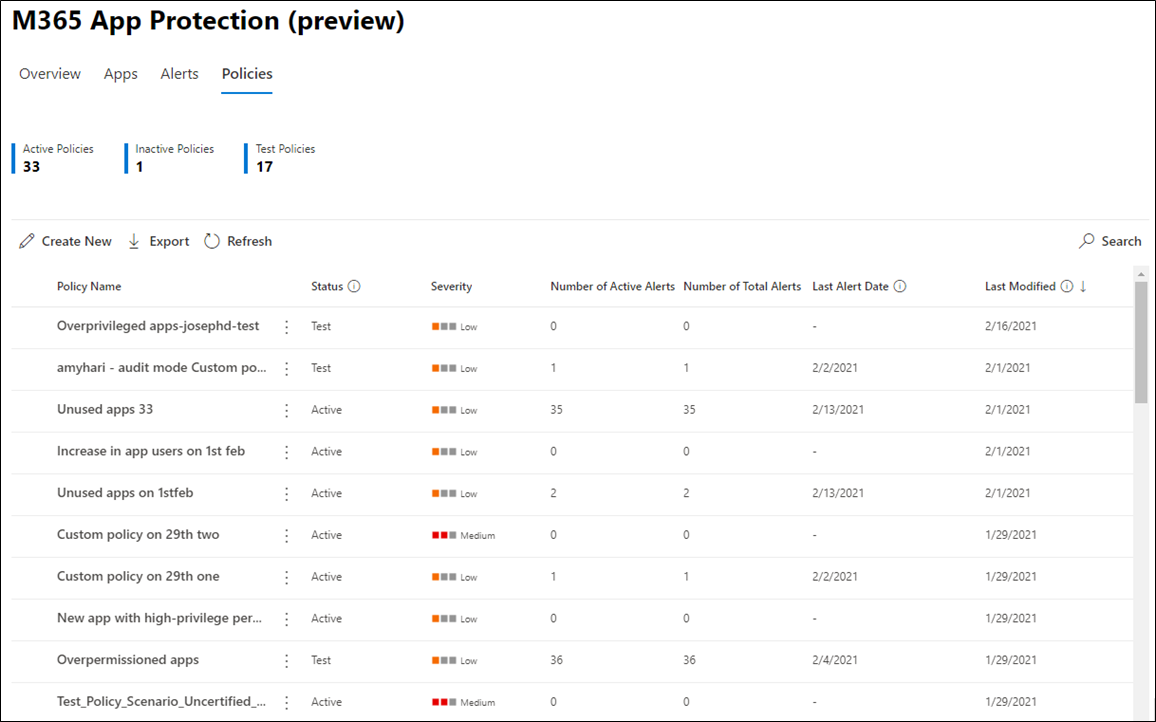 M365 App Protection (preview)
Overview Apps Alerts Policies
Active Policies Inactive Policies Test Policies
33 1 17
Create New Export Refresh Search
Policy Name Status Severity Number of Active Alerts Number of Total Alerts Last Alert Date Last Modified ↓
Overprivileged apps-josephd-test Test Low 0 0 - 2/16/2021
amyhari - audit mode Custom po... Test Low 1 1 2/2/2021 2/1/2021
Unused apps 33 Active Low 35 35 2/13/2021 2/1/2021
Increase in app users on 1st feb Active Low 0 0 - 2/1/2021
Unused apps on 1stfeb Active Low 2 2 2/13/2021 2/1/2021
Custom policy on 29th two Active Medium 0 0 - 1/29/2021
Custom policy on 29th one Active Low 1 1 2/2/2021 1/29/2021
New app with high-privilege per... Active Low 0 0 - 1/29/2021
Overpermissioned apps Test Low 36 36 2/4/2021 1/29/2021
Test_Policy_Scenario_Uncertified_... Active Medium 0 0 - 1/29/2021